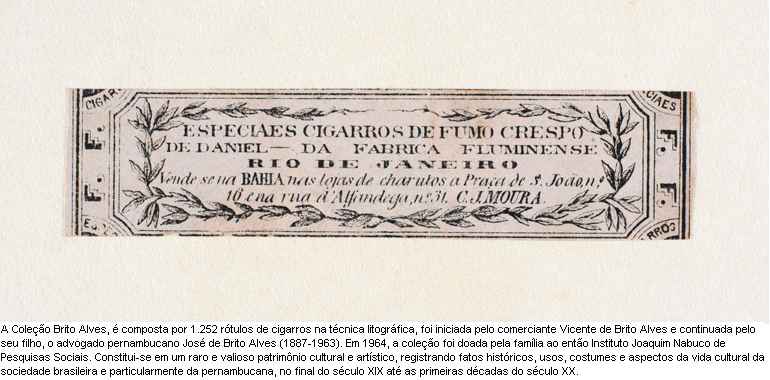 CIGARR
CIAES
F. F.
F. F.
ESPECIAES CIGARROS DE FUMO CRESPO
DE DANIEL — DA FABRICA FLUMINENSE
RIO DE JANEIRO
Vende se na BAHIA nas lojas de charutos a Praça de S. João, nº
16 e na rua d'Alfandega, nº 51. C. J. MOURA.
ESP
RROS
A Coleção Brito Alves, é composta por 1.252 rótulos de cigarros na técnica litográfica, foi iniciada pelo comerciante Vicente de Brito Alves e continuada pelo
seu filho, o advogado pernambucano José de Brito Alves (1887-1963). Em 1964, a coleção foi doada pela família ao então Instituto Joaquim Nabuco de
Pesquisas Sociais. Constitui-se em um raro e valioso patrimônio cultural e artístico, registrando fatos históricos, usos, costumes e aspectos da vida cultural da
sociedade brasileira e particularmente da pernambucana, no final do século XIX até as primeiras décadas do século XX.